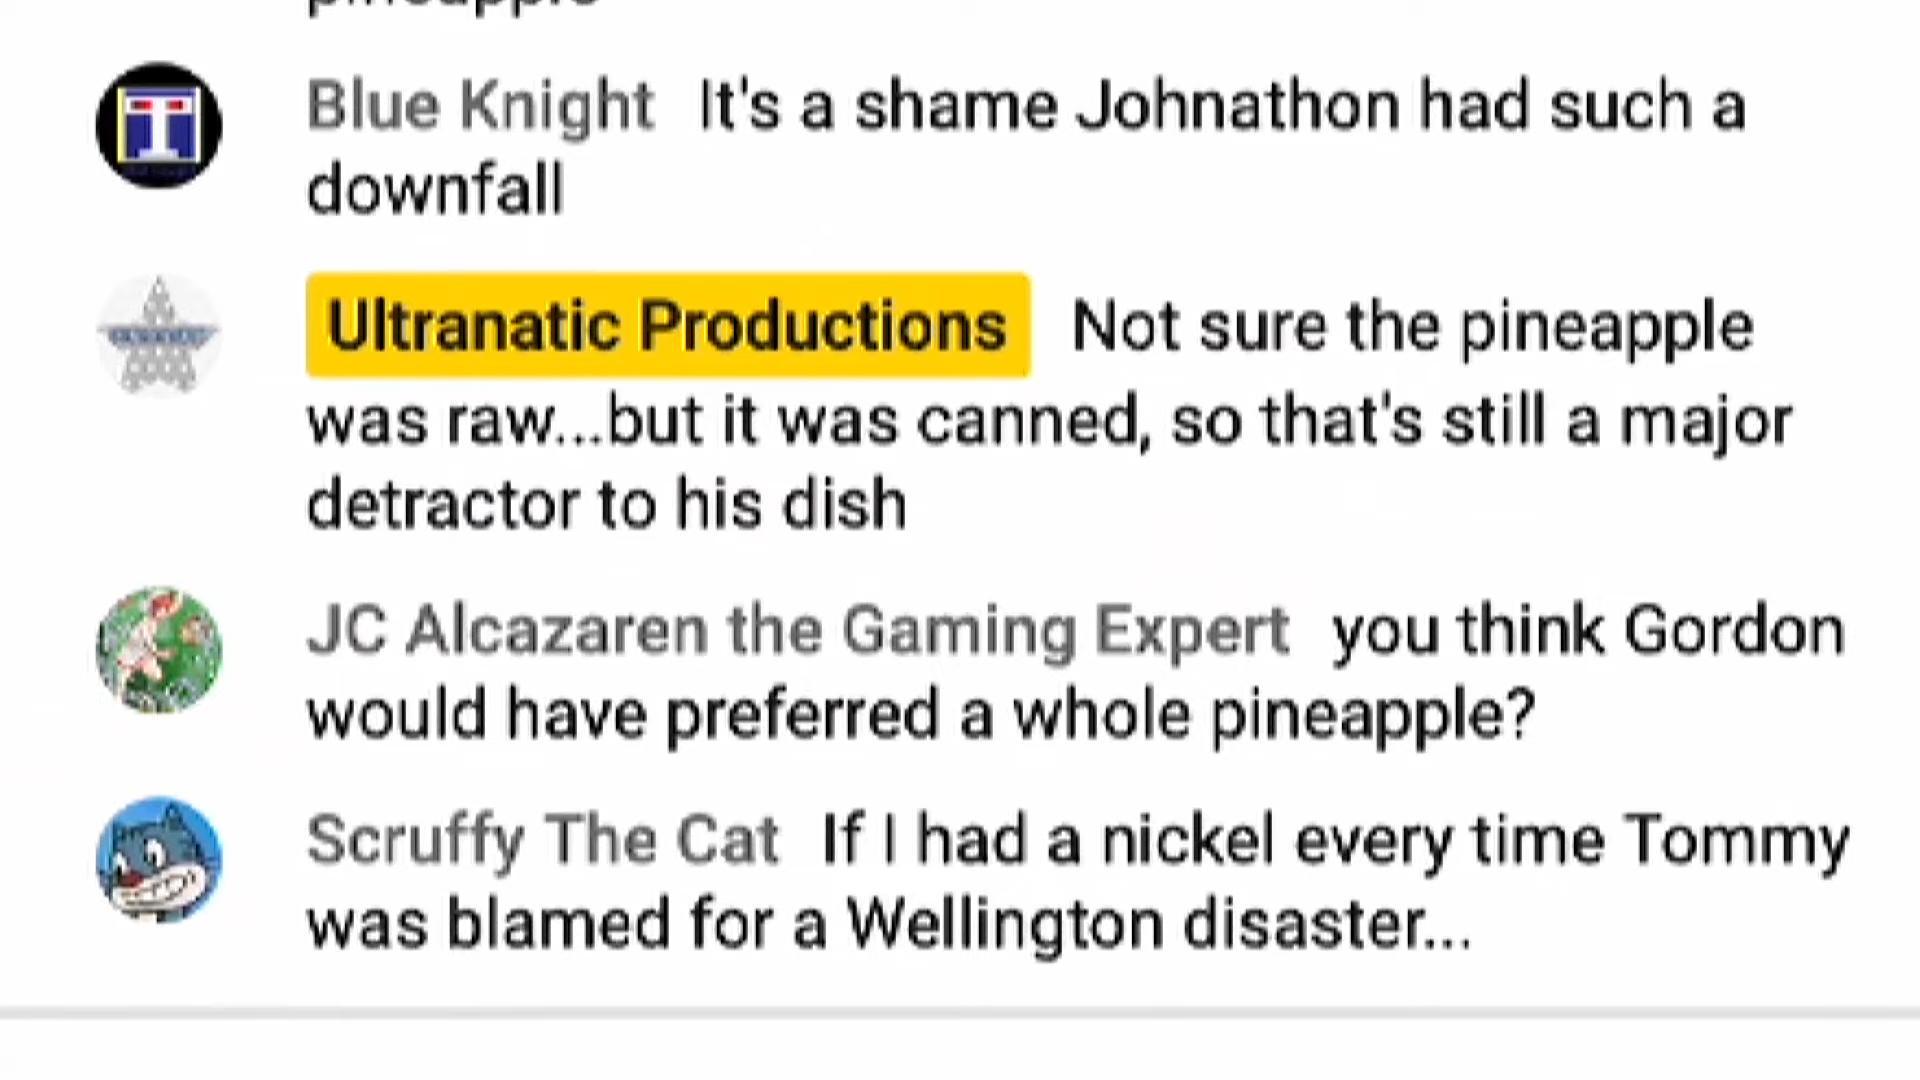 pineapple
Blue Knight It's a shame Johnathon had such a
downfall
Ultranatic Productions Not sure the pineapple
was raw...but it was canned, so that's still a major
detractor to his dish
JC Alcazaren the Gaming Expert you think Gordon
would have preferred a whole pineapple?
Scruffy The Cat If I had a nickel every time Tommy
was blamed for a Wellington disaster...